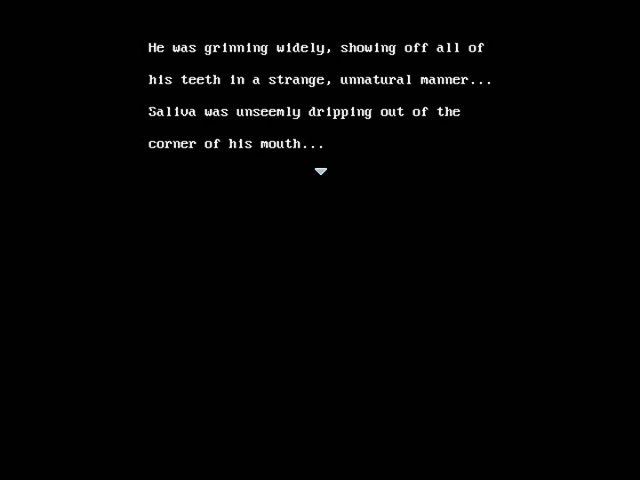 He was grinning widely, showing off all of
his teeth in a strange, unnatural manner...
Saliva was unseemly dripping out of the
corner of his mouth...